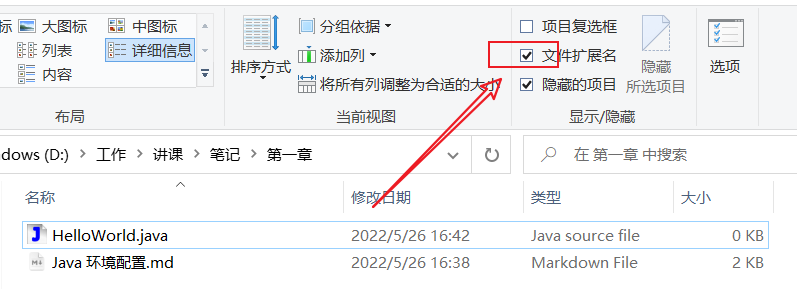 标 大图标 中图标 分组依据 项目复选框
列表 详细信息 添加列 文件扩展名
内容 排序方式 将所有列调整为合适的大小 隐藏的项目 隐藏 所选项目 选项
布局 当前视图 显示/隐藏
dows (D:) 工作 讲课 笔记 第一章 在 第一章 中搜索
名称 修改日期 类型 大小
HelloWorld.java 2022/5/26 16:42 Java source file 0 KB
Java 环境配置.md 2022/5/26 16:38 Markdown File 2 KB